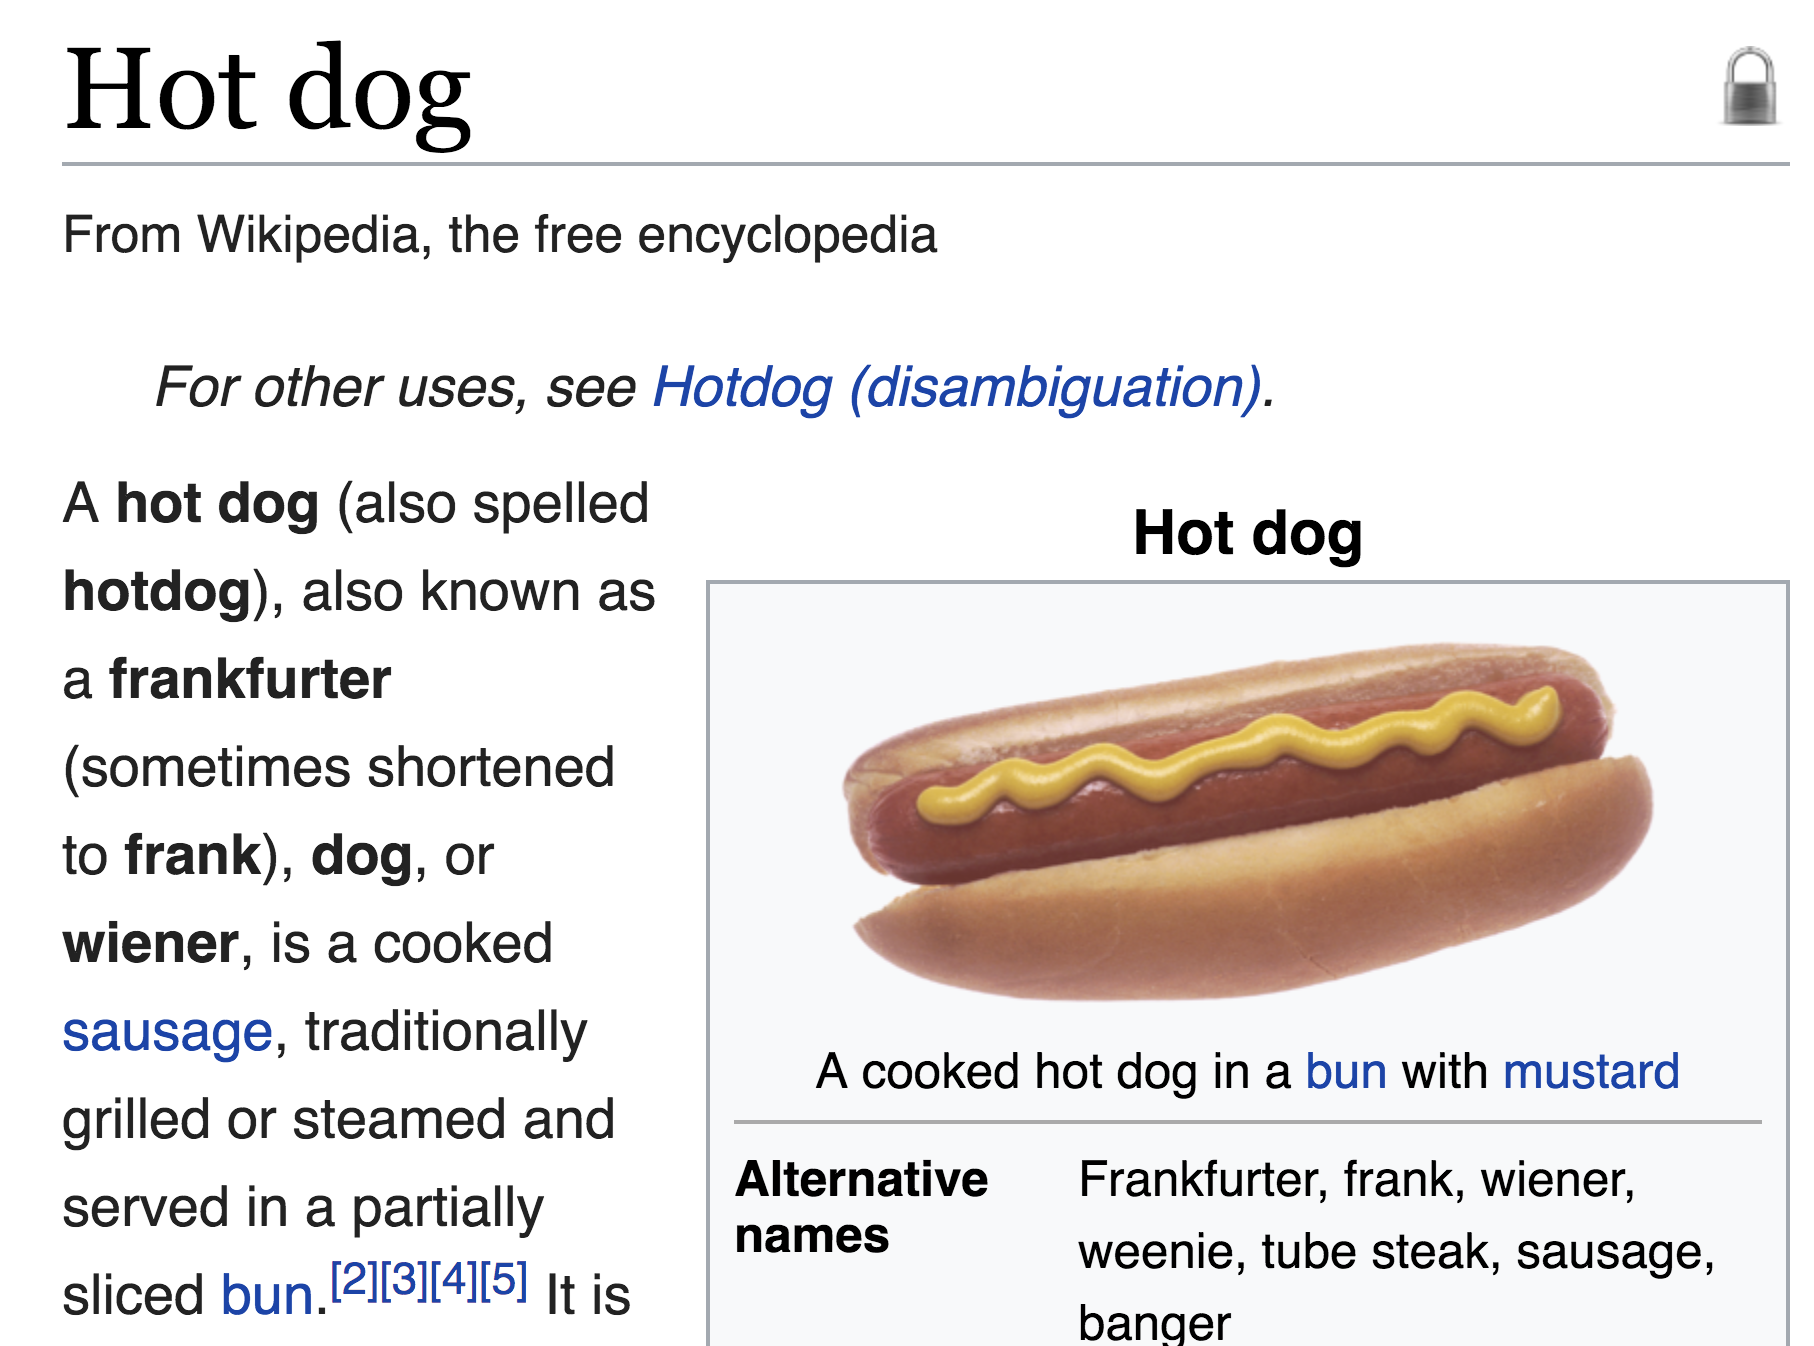 Hot dog
From Wikipedia, the free encyclopedia
For other uses, see Hotdog (disambiguation).
A hot dog (also spelled
hotdog), also known as
a frankfurter
(sometimes shortened
to frank), dog, or
wiener, is a cooked
sausage, traditionally
grilled or steamed and
served in a partially
sliced bun.[2][3][4][5] It is
Hot dog
A cooked hot dog in a bun with mustard
Alternative
names
Frankfurter, frank, wiener,
weenie, tube steak, sausage,
banger